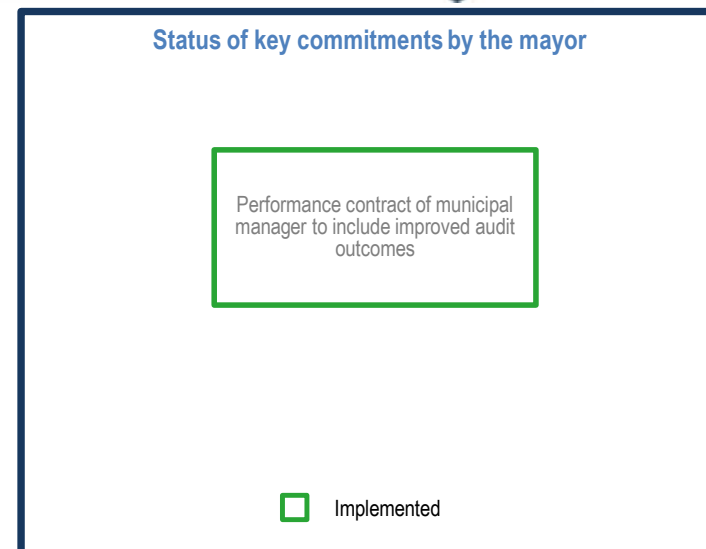 Status of key commitments by the mayor
Performance contract of municipal
manager to include improved audit
outcomes
Implemented